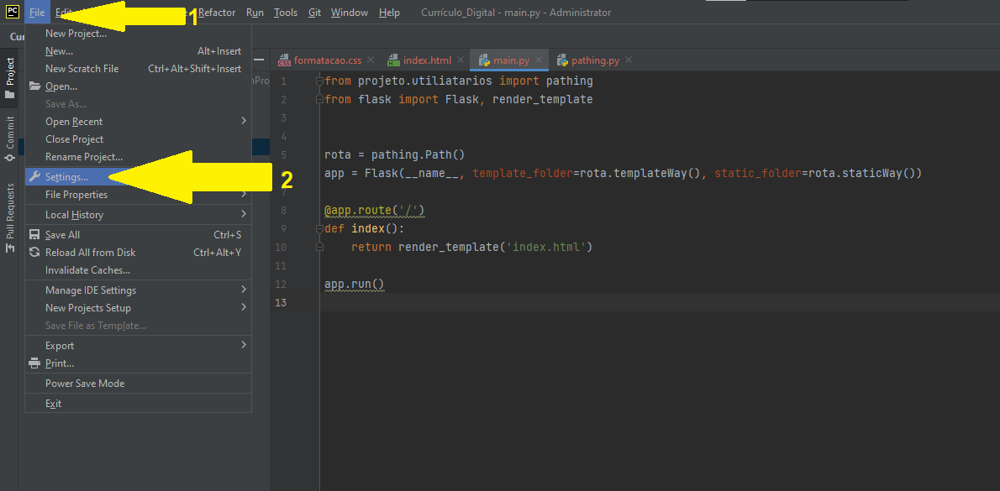 PC File Edit Refactor Run Tools Git Window Help Currículo_Digital - main.py - Administrator
1
Cur
New Project...
New... Alt+Insert
New Scratch File Ctrl+Alt+Shift+Insert
Open...
Save As...
Open Recent
Close Project
Rename Project...
Settings...
2
File Properties
Local History
Save All Ctrl+S
Reload All from Disk Ctrl+Alt+Y
Invalidate Caches...
Manage IDE Settings
New Projects Setup
Save File as Template...
Export
Print...
Power Save Mode
Exit
Project
Commit
Pull Requests
nPro
formatacao.css index.html main.py pathing.py
1 from projeto.utiliatarios import pathing
2 from flask import Flask, render_template
3
4
5 rota = pathing.Path()
app = Flask(__name__, template_folder=rota.templateWay(), static_folder=rota.staticWay())
7
8 @app.route('/')
9 def index():
10 return render_template('index.html')
11
12 app.run()
13